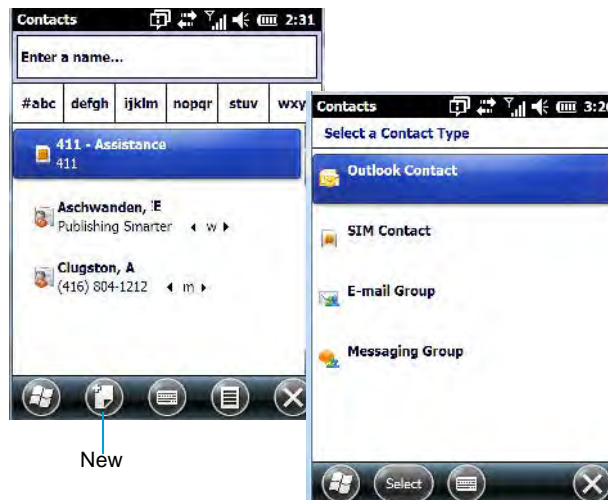 Contacts 2:31
Enter a name...
#abc defgh ijklm nopqr stuv wxy
411 - Assistance
411
Aschwanden, E
Publishing Smarter w
Clugston, A
(416) 804-1212 m
New
Contacts 3:26
Select a Contact Type
Outlook Contact
SIM Contact
E-mail Group
Messaging Group
Select